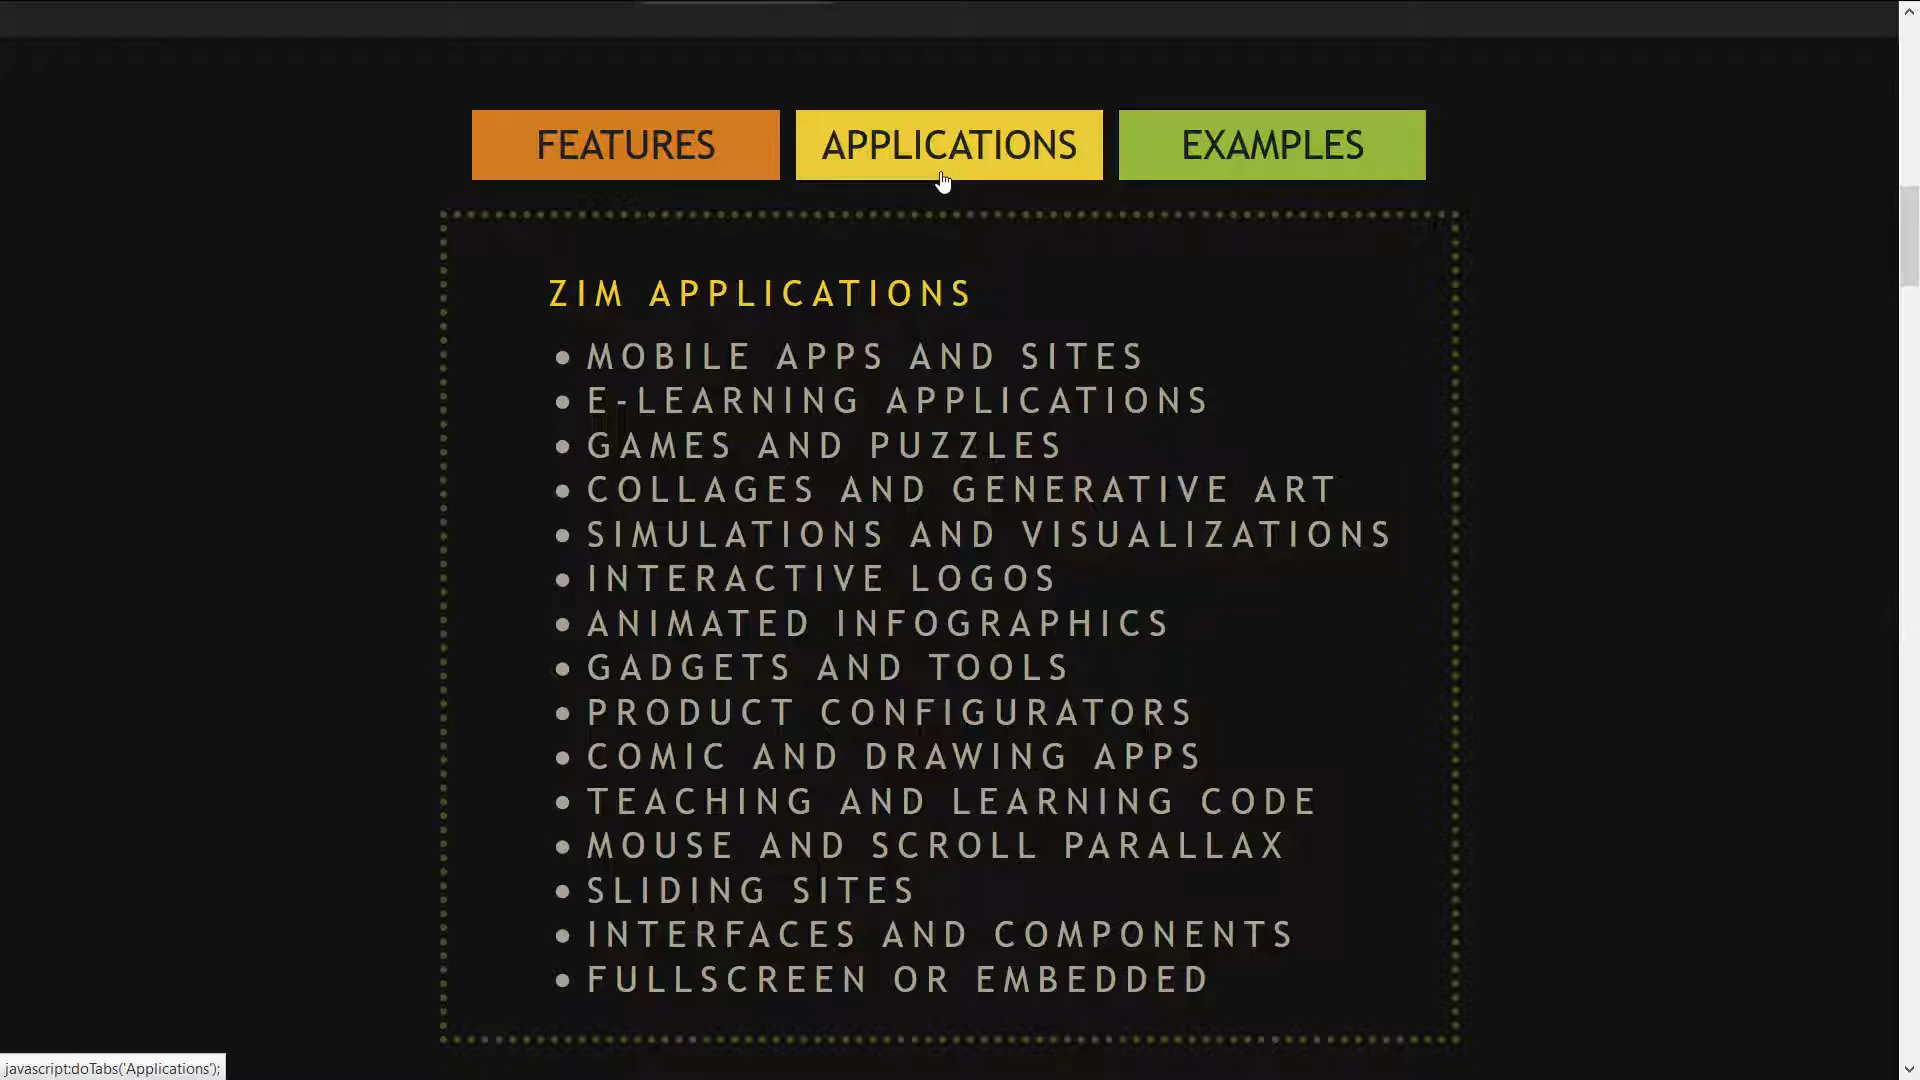 FEATURES
APPLICATIONS
EXAMPLES
ZIM APPLICATIONS
• MOBILE APPS AND SITES
• E-LEARNING APPLICATIONS
• GAMES AND PUZZLES
• COLLAGES AND GENERATIVE ART
• SIMULATIONS AND VISUALIZATIONS
• INTERACTIVE LOGOS
• ANIMATED INFOGRAPHICS
• GADGETS AND TOOLS
• PRODUCT CONFIGURATORS
• COMIC AND DRAWING APPS
• TEACHING AND LEARNING CODE
• MOUSE AND SCROLL PARALLAX
• SLIDING SITES
• INTERFACES AND COMPONENTS
• FULLSCREEN OR EMBEDDED
javascript:doTabs('Applications');